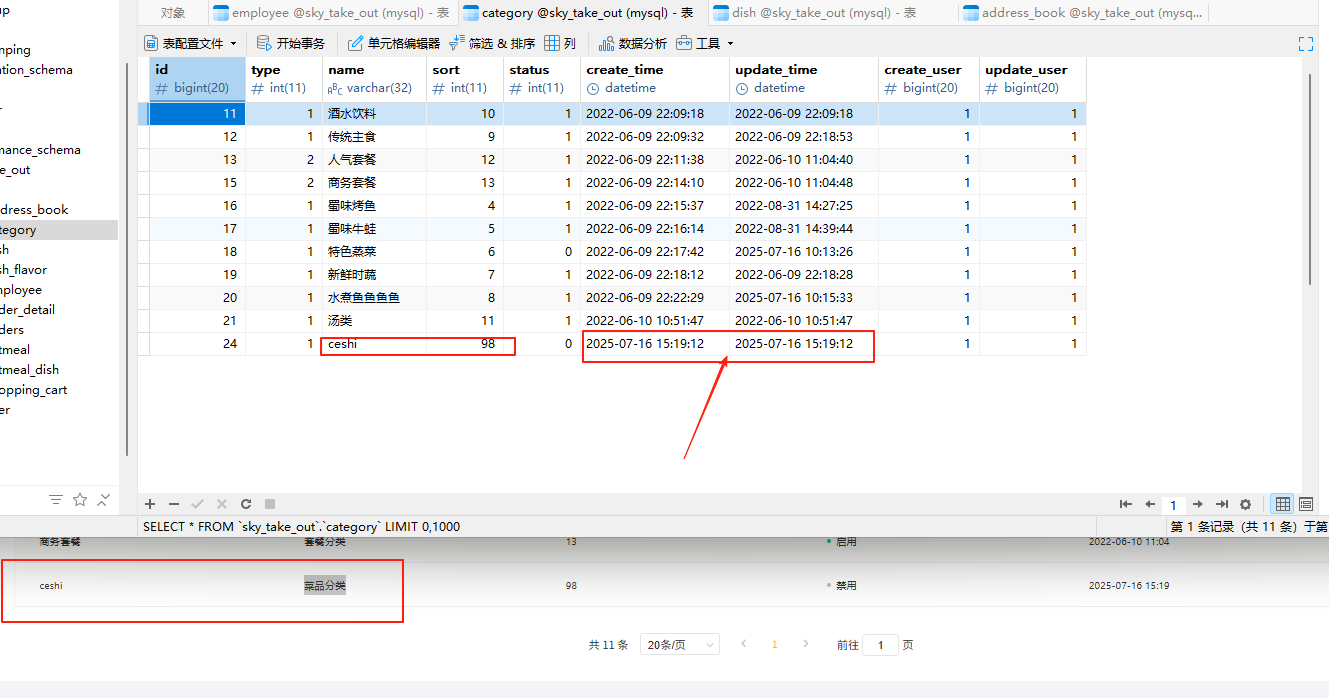 对象 employee @sky_take_out (mysql) - 表 category @sky_take_out (mysql) - 表 dish @sky_take_out (mysql) - 表 address_book @sky_take_out (mysq...
表配置文件 开始事务 单元格编辑器 筛选 & 排序 列 数据分析 工具
id type name sort status create_time update_time create_user update_user
# bigint(20) # int(11) varchar(32) # int(11) # int(11) datetime datetime # bigint(20) # bigint(20)
11 1 酒水饮料 10 1 2022-06-09 22:09:18 2022-06-09 22:09:18 1 1
12 1 传统主食 9 1 2022-06-09 22:09:32 2022-06-09 22:18:53 1 1
13 2 人气套餐 12 1 2022-06-09 22:11:38 2022-06-10 11:04:40 1 1
15 2 商务套餐 13 1 2022-06-09 22:14:10 2022-06-10 11:04:48 1 1
16 1 蜀味烤鱼 4 1 2022-06-09 22:15:37 2022-08-31 14:27:25 1 1
17 1 蜀味牛蛙 5 1 2022-06-09 22:16:14 2022-08-31 14:39:44 1 1
18 1 特色蒸菜 6 0 2022-06-09 22:17:42 2025-07-16 10:13:26 1 1
19 1 新鲜时蔬 7 1 2022-06-09 22:18:12 2022-06-09 22:18:28 1 1
20 1 水煮鱼鱼鱼鱼 8 1 2022-06-09 22:22:29 2025-07-16 10:15:33 1 1
21 1 汤类 11 1 2022-06-10 10:51:47 2022-06-10 10:51:47 1 1
24 1 ceshi 98 0 2025-07-16 15:19:12 2025-07-16 15:19:12 1 1
up
nping
ation_schema
mance_schema
e_out
dress_book
tegory
sh
sh_flavor
nployee
der_detail
ders
tmeal
tmeal_dish
opping_cart
er
1
SELECT * FROM `sky_take_out`.`category` LIMIT 0,1000 第 1 条记录 (共 11 条) 于第
商务套餐 套餐分类 13 启用 2022-06-10 11:04
ceshi 菜品分类 98 禁用 2025-07-16 15:19
共 11 条 20条/页 1 前往 1 页